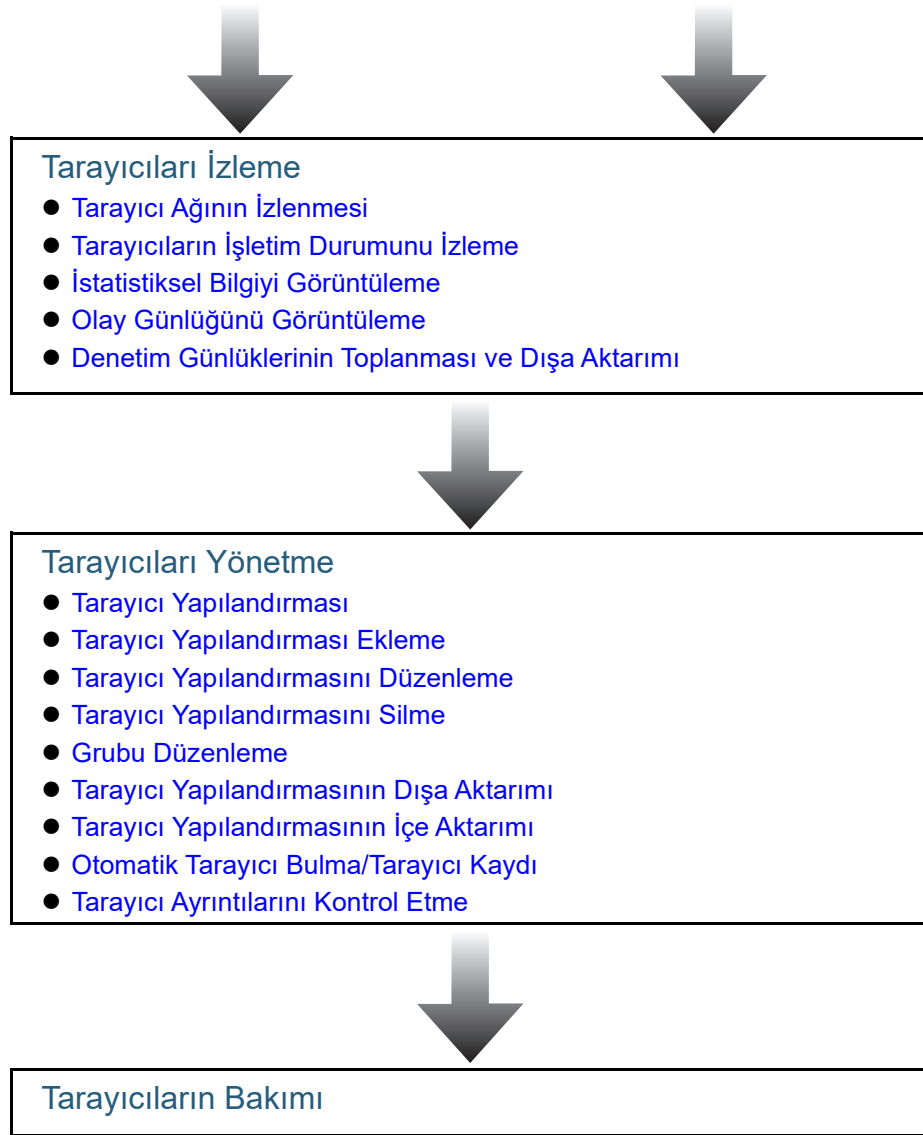 Tarayıcıları İzleme
● Tarayıcı Ağının İzlenmesi
● Tarayıcıların İşletim Durumunu İzleme
● İstatistiksel Bilgiyi Görüntüleme
● Olay Günlüğünü Görüntüleme
● Denetim Günlüklerinin Toplanması ve Dışa Aktarımı
Tarayıcıları Yönetme
● Tarayıcı Yapılandırması
● Tarayıcı Yapılandırması Ekleme
● Tarayıcı Yapılandırmasını Düzenleme
● Tarayıcı Yapılandırmasını Silme
● Grubu Düzenleme
● Tarayıcı Yapılandırmasının Dışa Aktarımı
● Tarayıcı Yapılandırmasının İçe Aktarımı
● Otomatik Tarayıcı Bulma/Tarayıcı Kaydı
● Tarayıcı Ayrıntılarını Kontrol Etme
Tarayıcıların Bakımı